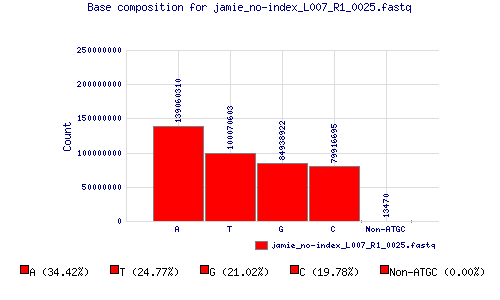 Base composition for jamie_no-index_L007_R1_0025.fastq
250000000
200000000
150000000
100000000
50000000
0
Count
139060310
100070603
84938922
79916695
13470
A T G C Non-ATGC
jamie_no-index_L007_R1_0025.fastq
A (34.42%) T (24.77%) G (21.02%) C (19.78%) Non-ATGC (0.00%)